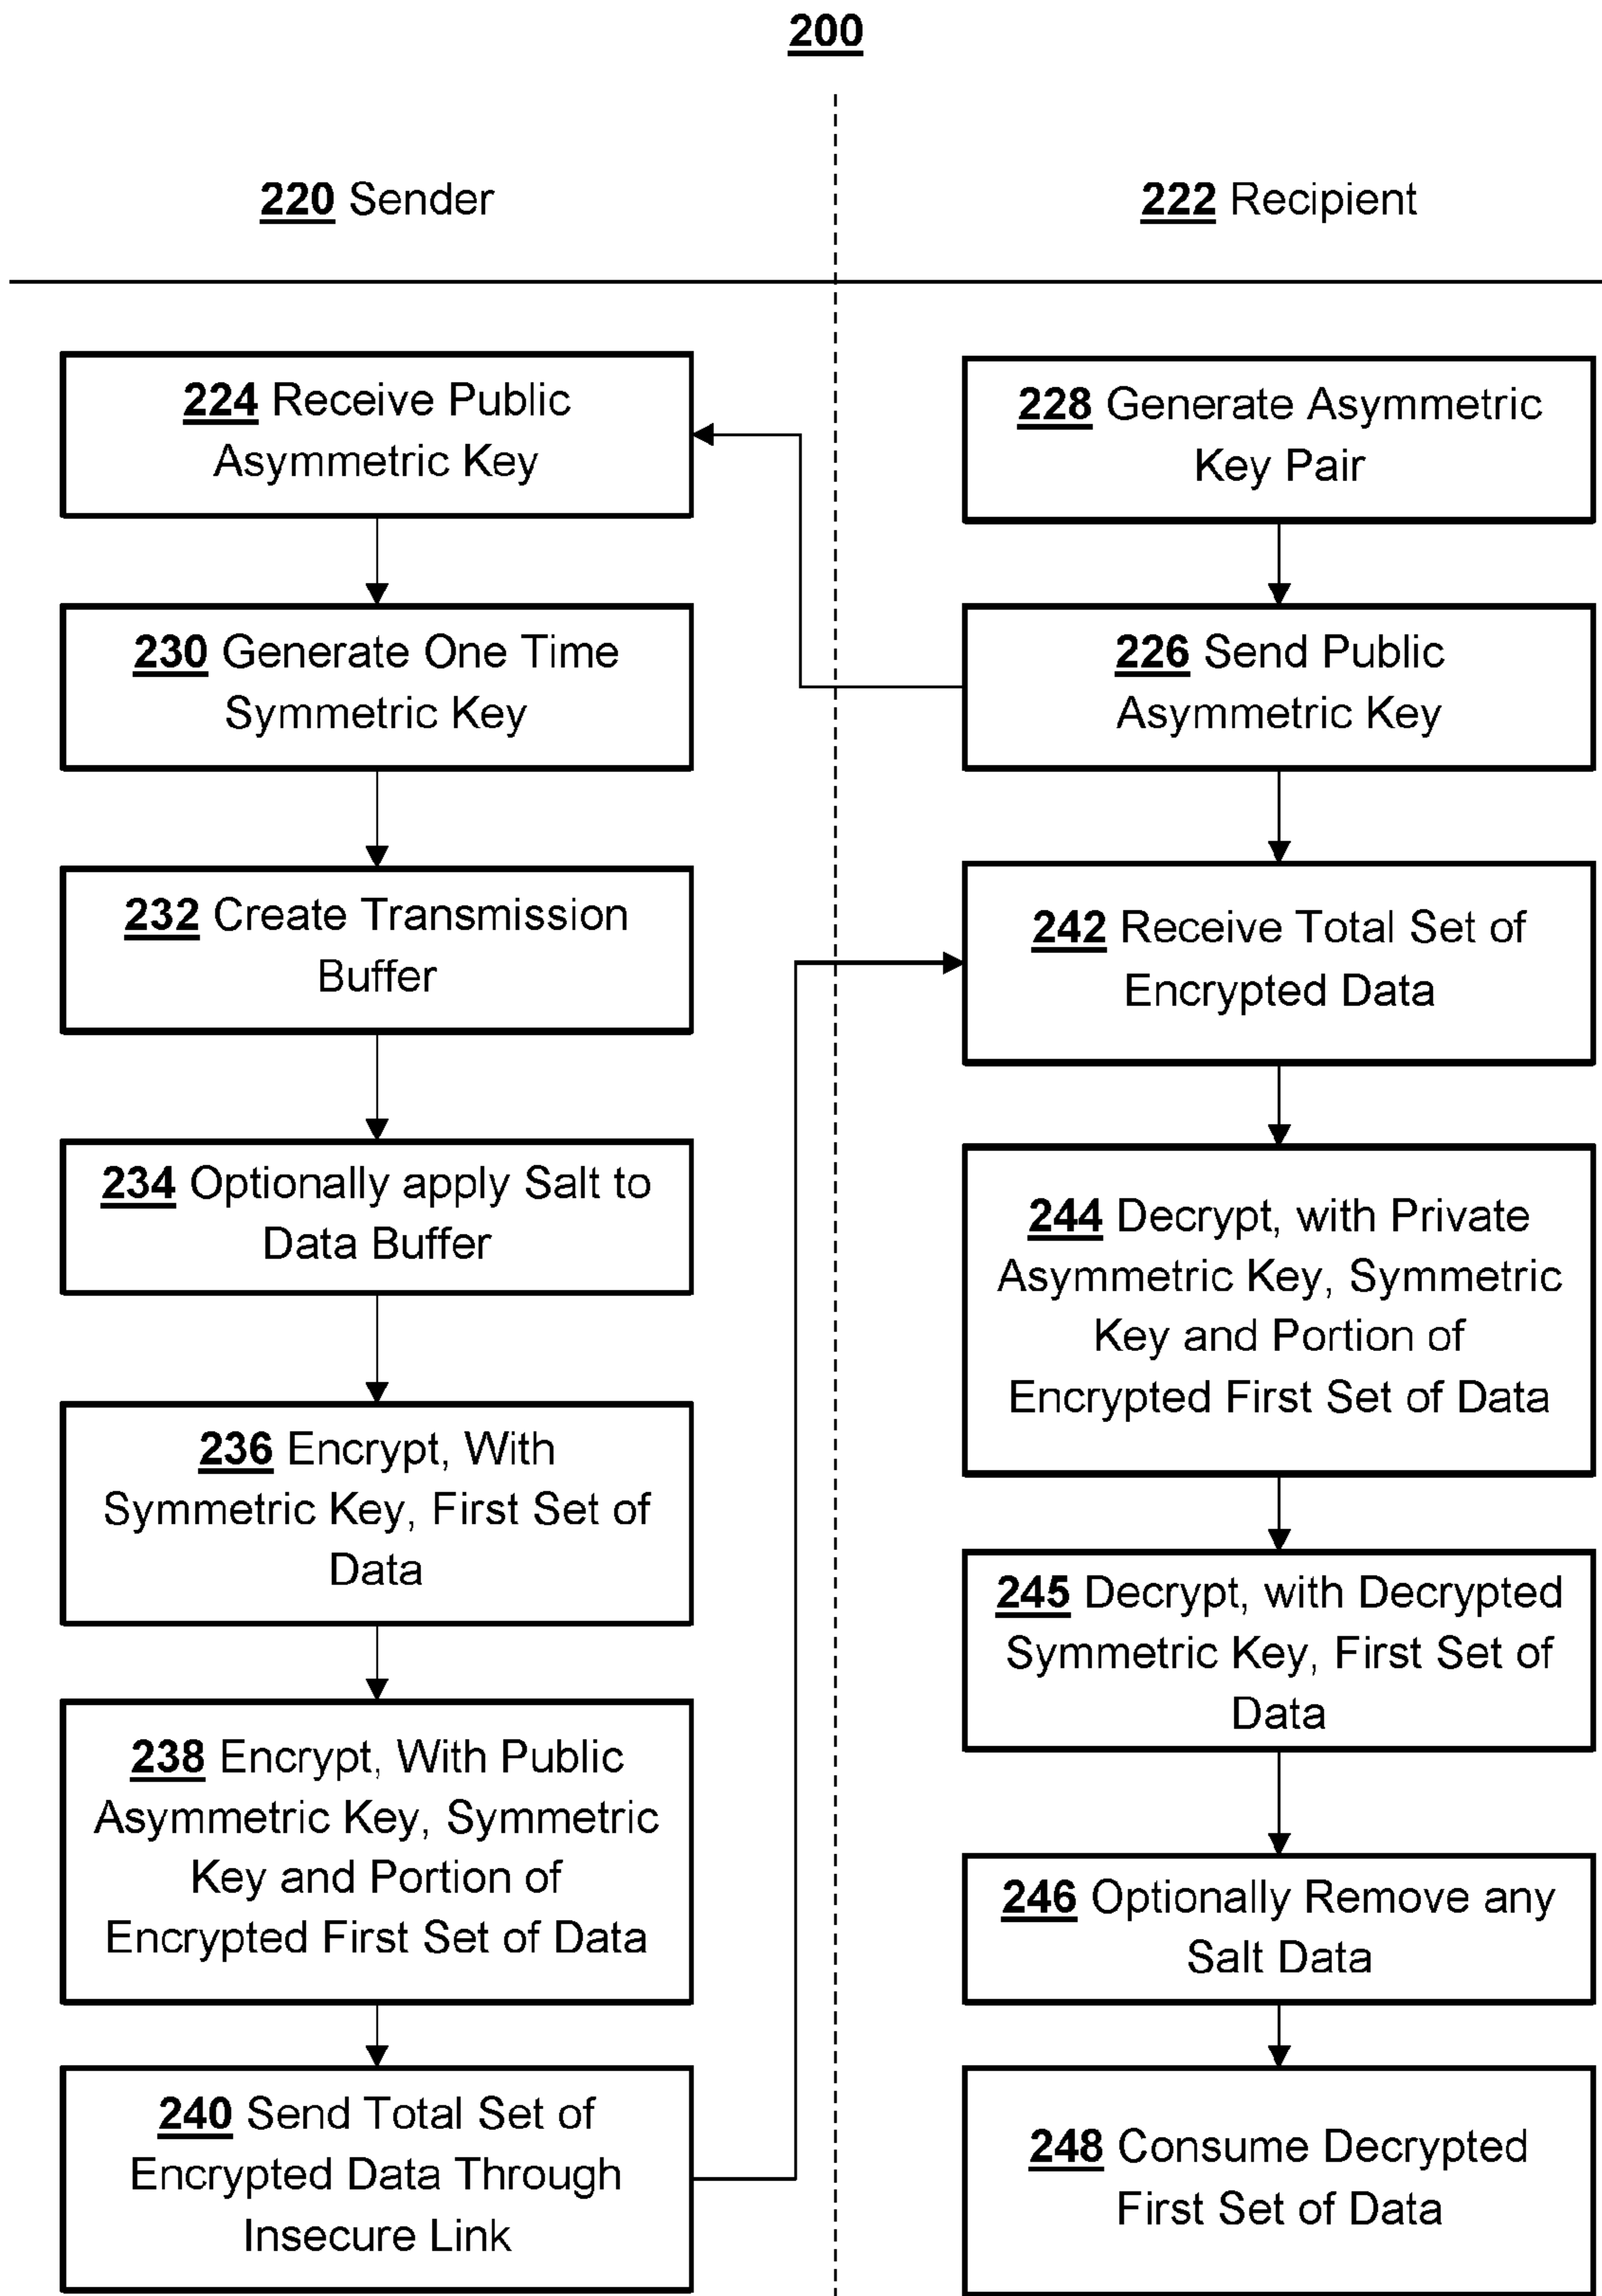 200
220 Sender
222 Recipient
224 Receive Public
Asymmetric Key
230 Generate One Time
Symmetric Key
232 Create Transmission
Buffer
234 Optionally apply Salt to
Data Buffer
236 Encrypt, With
Symmetric Key, First Set of
Data
238 Encrypt, With Public
Asymmetric Key, Symmetric
Key and Portion of
Encrypted First Set of Data
240 Send Total Set of
Encrypted Data Through
Insecure Link
228 Generate Asymmetric
Key Pair
226 Send Public
Asymmetric Key
242 Receive Total Set of
Encrypted Data
244 Decrypt, with Private
Asymmetric Key, Symmetric
Key and Portion of
Encrypted First Set of Data
245 Decrypt, with Decrypted
Symmetric Key, First Set of
Data
246 Optionally Remove any
Salt Data
248 Consume Decrypted
First Set of Data